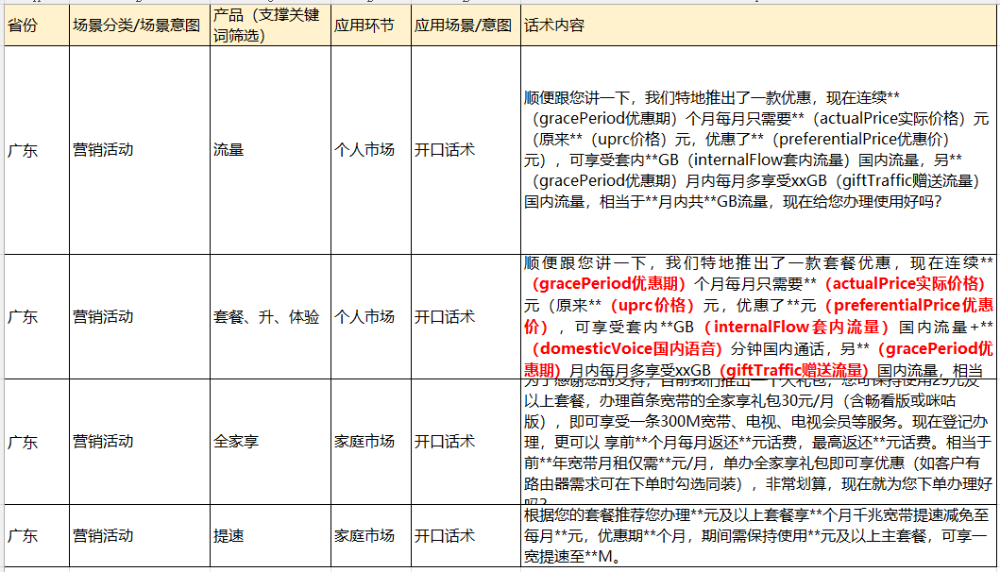 省份
场景分类/场景意图
产品（支撑关键
词筛选）
应用环节
应用场景/意图
话术内容
广东
营销活动
流量
个人市场
开口话术
顺便跟您讲一下，我们特地推出了一款优惠，现在连续**
（gracePeriod优惠期）个月每月只需要**（actualPrice实际价格）元
（原来**（uprc价格）元，优惠了**（preferentialPrice优惠价）
元），可享受套内**GB（internalFlow套内流量）国内流量，另**
（gracePeriod优惠期）月内每月多享受xxGB（giftTraffic赠送流量）
国内流量，相当于**月内共**GB流量，现在给您办理使用好吗？
广东
营销活动
套餐、升、体验
个人市场
开口话术
顺便跟您讲一下，我们特地推出了一款套餐优惠，现在连续**
（gracePeriod优惠期）个月每月只需要**（actualPrice实际价格）
元（原来**（uprc价格）元，优惠了**元（preferentialPrice优惠
价），可享受套内**GB（internalFlow套内流量）国内流量+**
（domesticVoice国内语音）分钟国内通话，另**（gracePeriod优
惠期）月内每月多享受xxGB（giftTraffic赠送流量）国内流量，相当
广东
营销活动
全家享
家庭市场
开口话术
为了感谢您的支持，目前我们推出一个大礼包，您可保持使用29元及
以上套餐，办理首条宽带的全家享礼包30元/月（含畅看版或咪咕
版），即可享受一条300M宽带、电视、电视会员等服务。现在登记办
理，更可以 享前**个月每月返还**元话费，最高返还**元话费。相当于
前**年宽带月租仅需**元/月，单办全家享礼包即可享优惠（如客户有
路由器需求可在下单时勾选同装），非常划算，现在就为您下单办理好
吗？
广东
营销活动
提速
家庭市场
开口话术
根据您的套餐推荐您办理**元及以上套餐享**个月千兆宽带提速减免至
每月**元，优惠期**个月，期间需保持使用**元及以上主套餐，可享一
宽提速至**M。